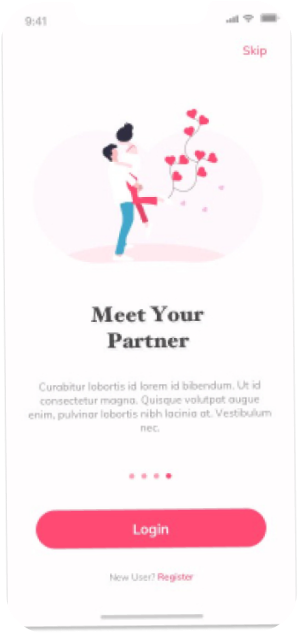 9:41
Skip
Meet Your
Partner
Curabitur lobortis id lorem id bibendum. Ut id
consectetur magna. Quisque volutpat augue
enim, pulvinar lobortis nibh lacinia at. Vestibulum
nec.
Login
New User? Register